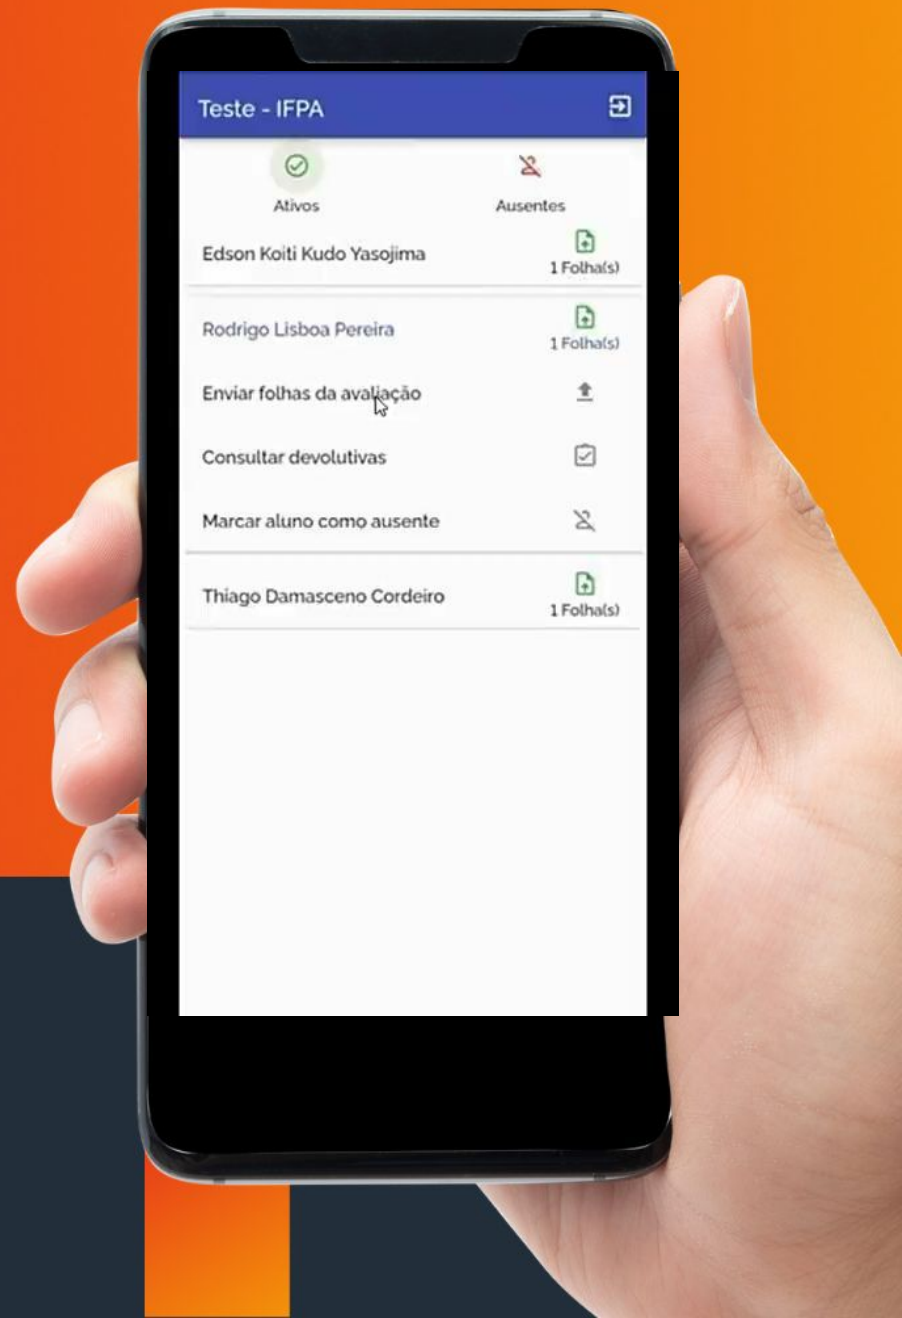 Teste - IFPA
Ativos
Ausentes
Edson Koiti Kudo Yasojima
1 Folha(s)
Rodrigo Lisboa Pereira
1 Folha(s)
Enviar folhas da avaliação
Consultar devolutivas
Marcar aluno como ausente
Thiago Damasceno Cordeiro
1 Folha(s)